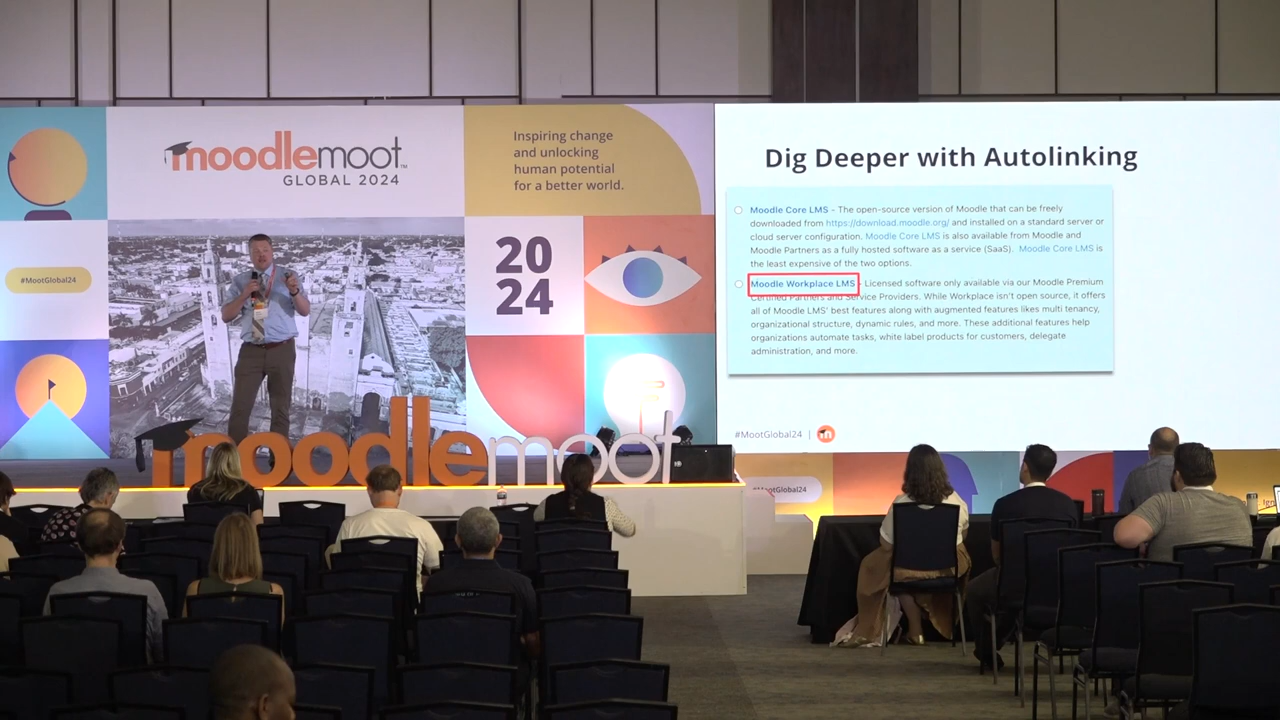 moodlemoot™
GLOBAL 2024
Inspiring change
and unlocking
human potential
for a better world.
#MootGlobal24
20
24
Dig Deeper with Autolinking
Moodle Core LMS - The open-source version of Moodle that can be freely
downloaded from https://download.moodle.org/ and installed on a standard server or
cloud server configuration. Moodle Core LMS is also available from Moodle and
Moodle Partners as a fully hosted software as a service (SaaS). Moodle Core LMS is
the least expensive of the two options.
Moodle Workplace LMS - Licensed software only available via our Moodle Premium
Certified Partners and Service Providers. While Workplace isn't open source, it offers
all of Moodle LMS' best features along with augmented features likes multi tenancy,
organizational structure, dynamic rules, and more. These additional features help
organizations automate tasks, white label products for customers, delegate
administration, and more.
#MootGlobal24 | m
moodlemoot
#MootGlobal24